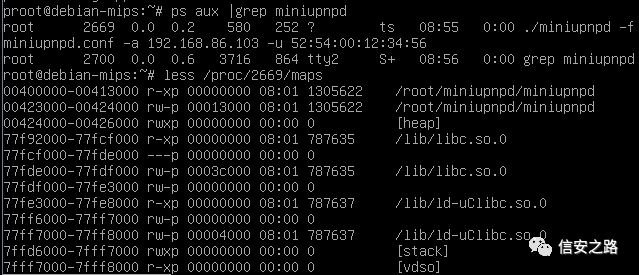 proot@debian-mips:~# ps aux |grep miniupnpd
root 2669 0.0 0.2 580 252 ? ts 08:55 0:00 ./miniupnpd -f
miniupnpd.conf -a 192.168.86.103 -u 52:54:00:12:34:56
root 2700 0.0 0.6 3716 864 tty2 S+ 08:56 0:00 grep miniupnpd
root@debian-mips:~# less /proc/2669/maps
00400000-00413000 r-xp 00000000 08:01 1305622 /root/miniupnpd/miniupnpd
00423000-00424000 rw-p 00013000 08:01 1305622 /root/miniupnpd/miniupnpd
00424000-00426000 rwxp 00000000 00:00 0 [heap]
77f92000-77fcf000 r-xp 00000000 08:01 787635 /lib/libc.so.0
77fcf000-77fde000 ---p 00000000 00:00 0
77fde000-77fdf000 rw-p 0003c000 08:01 787635 /lib/libc.so.0
77fdf000-77fe3000 rw-p 00000000 00:00 0
77fe3000-77fe8000 r-xp 00000000 08:01 787637 /lib/ld-uClibc.so.0
77ff6000-77ff7000 rw-p 00000000 00:00 0
77ff7000-77ff8000 rw-p 00004000 08:01 787637 /lib/ld-uClibc.so.0
7ffd6000-7fff7000 rwxp 00000000 00:00 0 [stack]
7fff7000-7fff8000 r-xp 00000000 00:00 0 [vdso]
信安之路